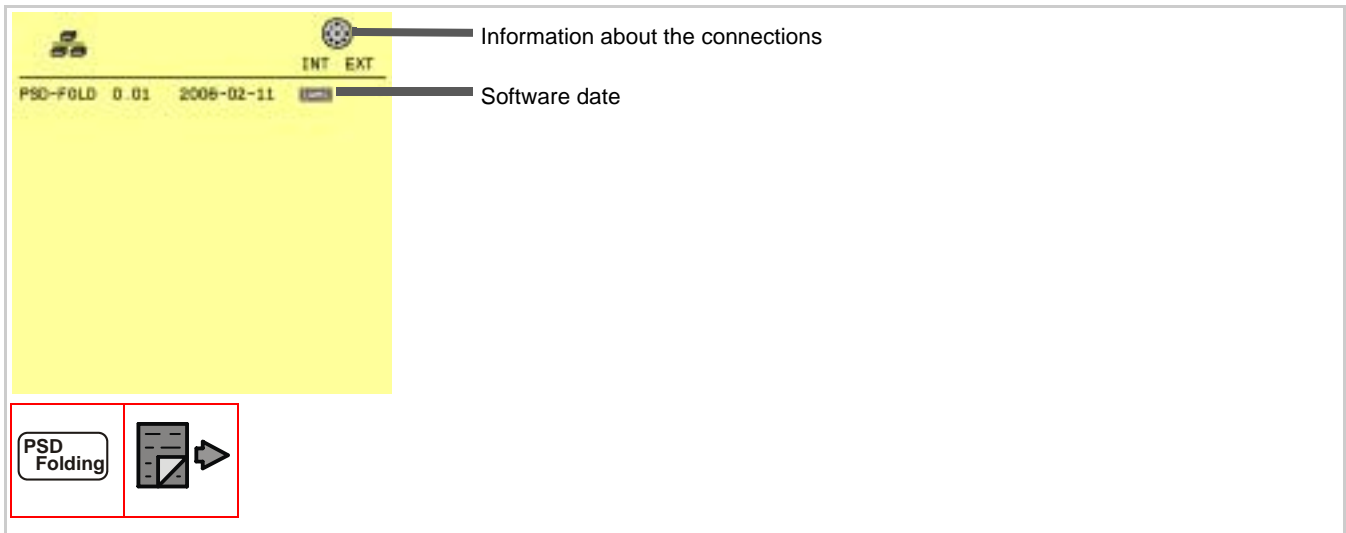 Information about the connections
INT EXT
PSD-FOLD 0.01 2006-02-11
Software date
PSD
Folding